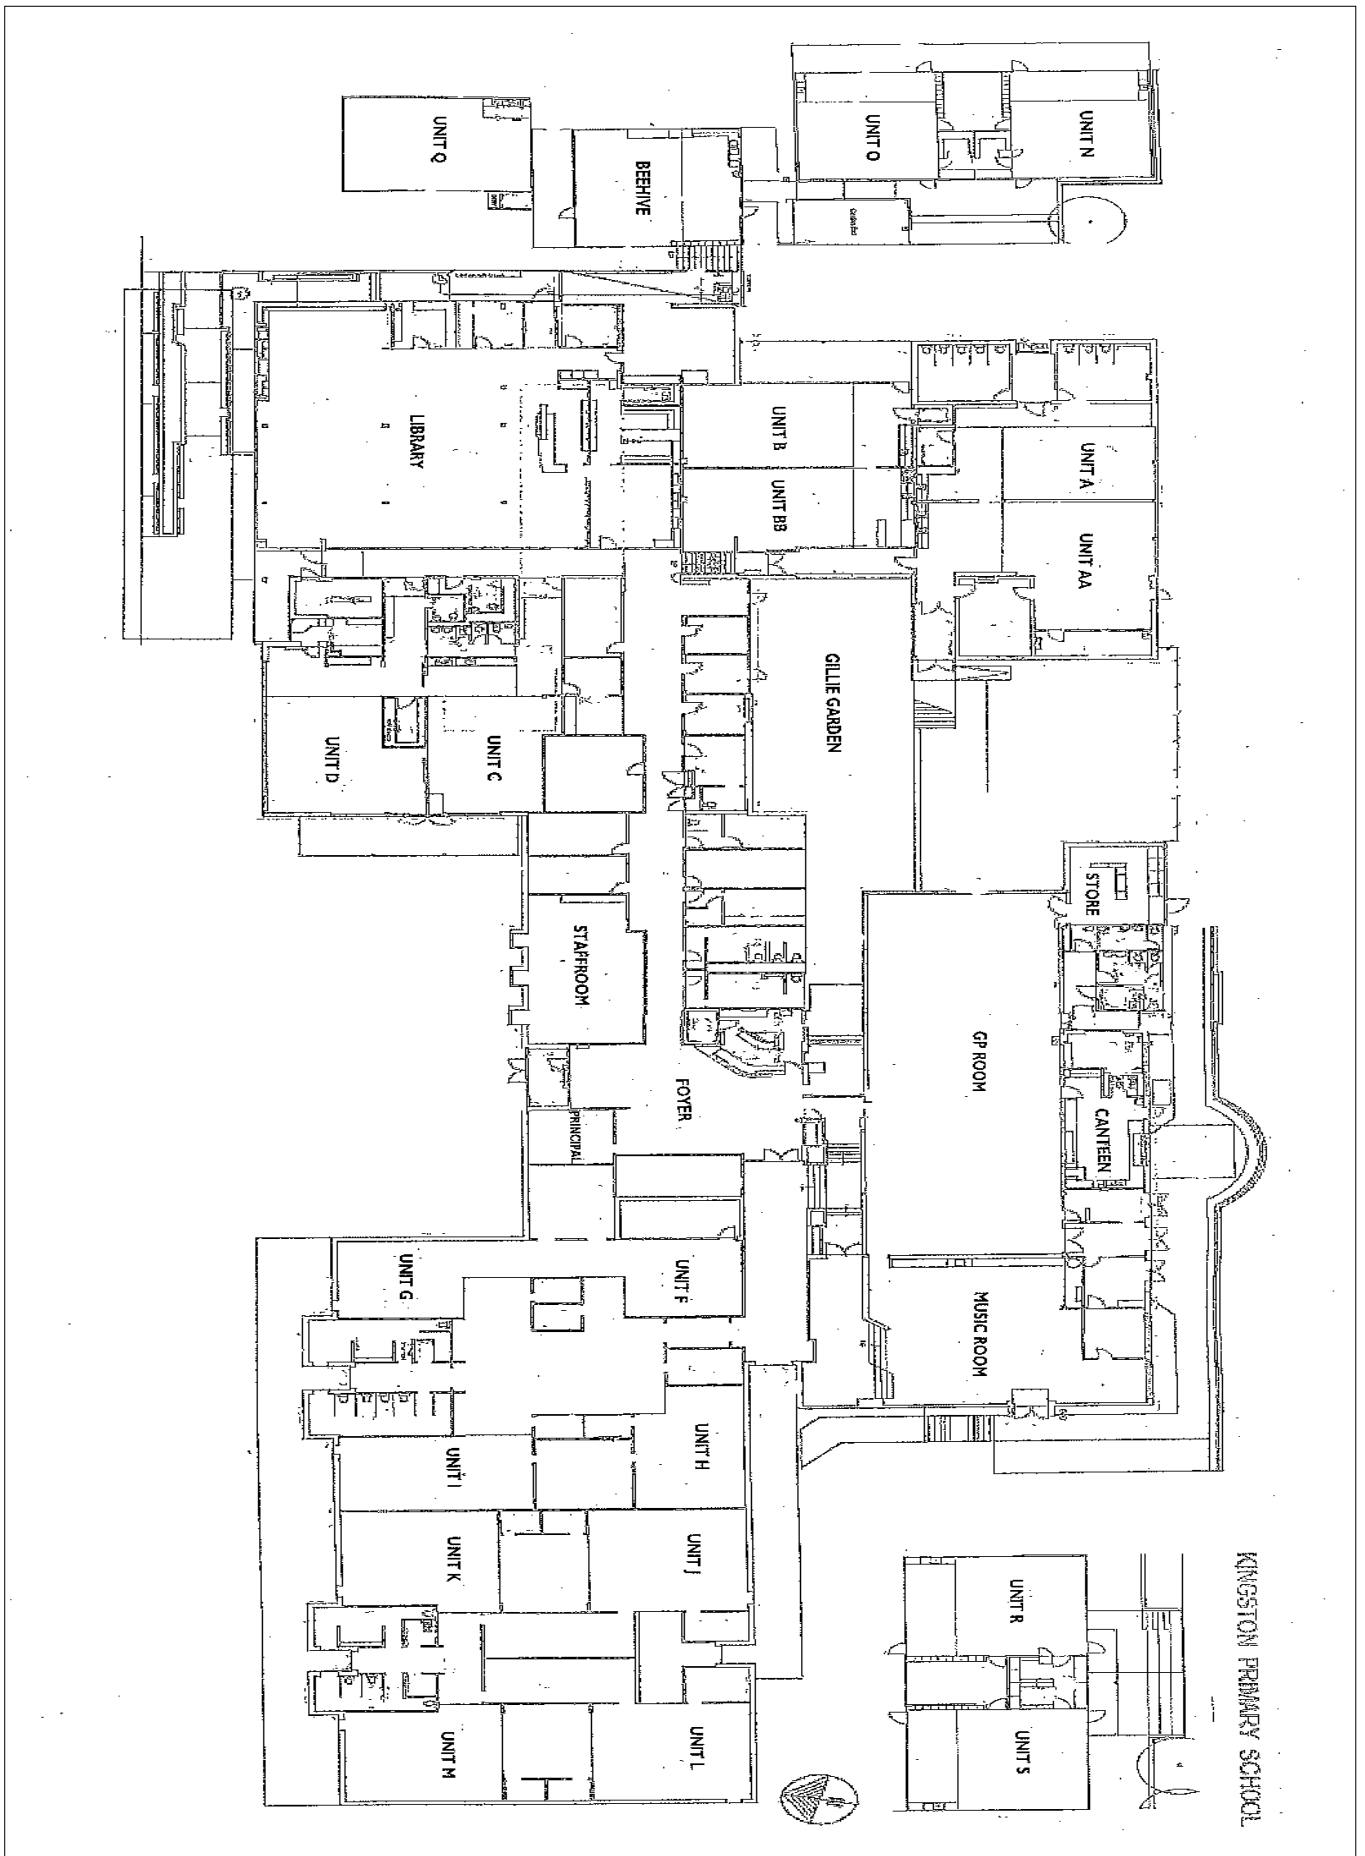 KINGSTON PRIMARY SCHOOL
UNIT N
UNIT O
BEEHIVE
UNIT Q
UNIT A
UNIT AA
UNIT B
UNIT BB
LIBRARY
GILLIE GARDEN
UNIT C
UNIT D
STORE
STAFFROOM
GP ROOM
CANTEEN
FOYER
PRINCIPAL
MUSIC ROOM
UNIT F
UNIT G
UNIT H
UNIT I
UNIT J
UNIT K
UNIT L
UNIT M
UNIT R
UNIT S